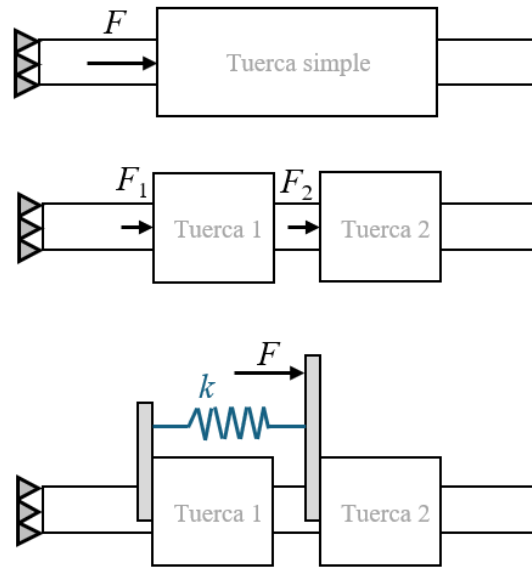 F
Tuerca simple
F₁
F₂
Tuerca 1
Tuerca 2
F
k
Tuerca 1
Tuerca 2